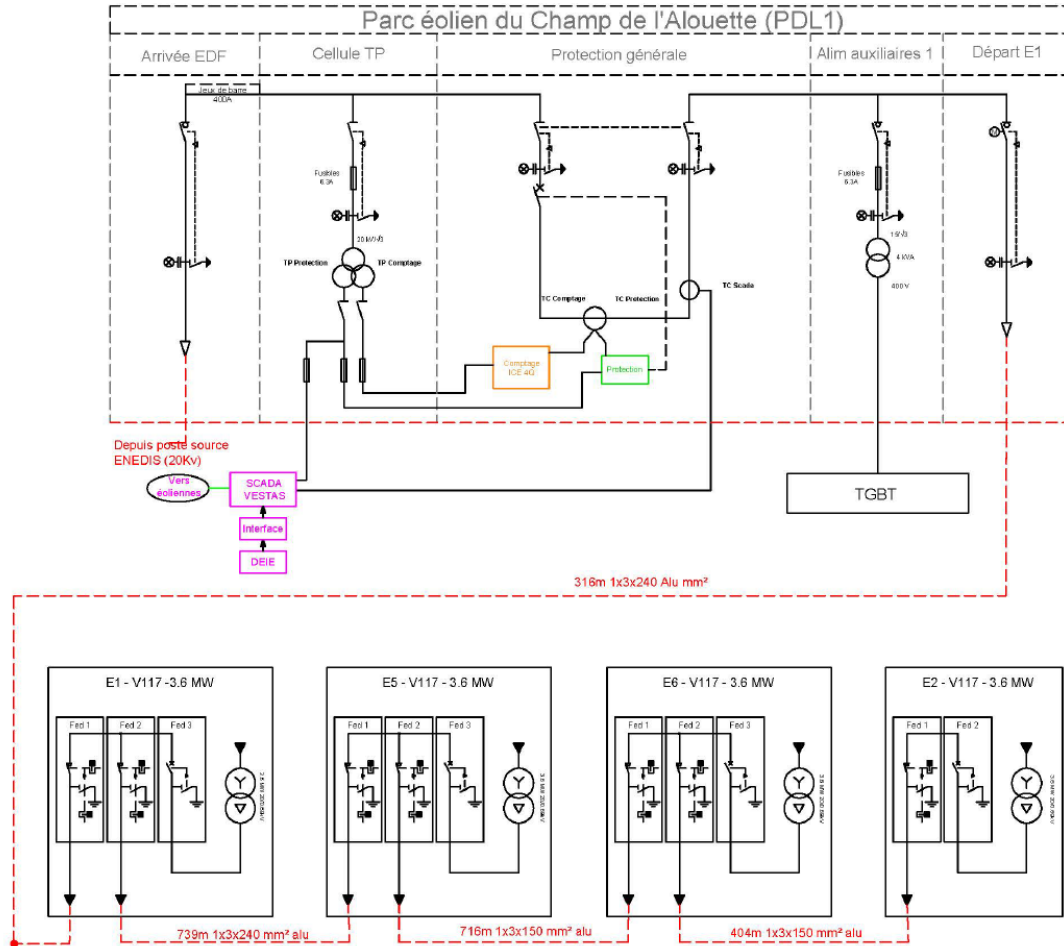 Parc éolien du Champ de l'Alouette (PDL1)
Arrivée EDF
Cellule TP
Protection générale
Alim auxiliaires 1
Départ E1
Jeux de barre
400A
Fusibles
6.3A
Fusibles
6.3A
20 kV/√3
TP Protection
TP Comptage
4 kVA
400 V
TC Comptage
TC Protection
TC Scada
Comptage
ICE 4Q
Protection
Depuis poste source
ENEDIS (20Kv)
Vers
éoliennes
SCADA
VESTAS
Interface
DEIE
TGBT
316m 1x3x240 Alu mm²
E1 - V117 -3.6 MW
E5 - V117 - 3.6 MW
E6 - V117 - 3.6 MW
E2 - V117 - 3.6 MW
Fed 1
Fed 2
Fed 3
Fed 1
Fed 2
Fed 3
Fed 1
Fed 2
Fed 3
Fed 1
Fed 2
739m 1x3x240 mm² alu
716m 1x3x150 mm² alu
404m 1x3x150 mm² alu